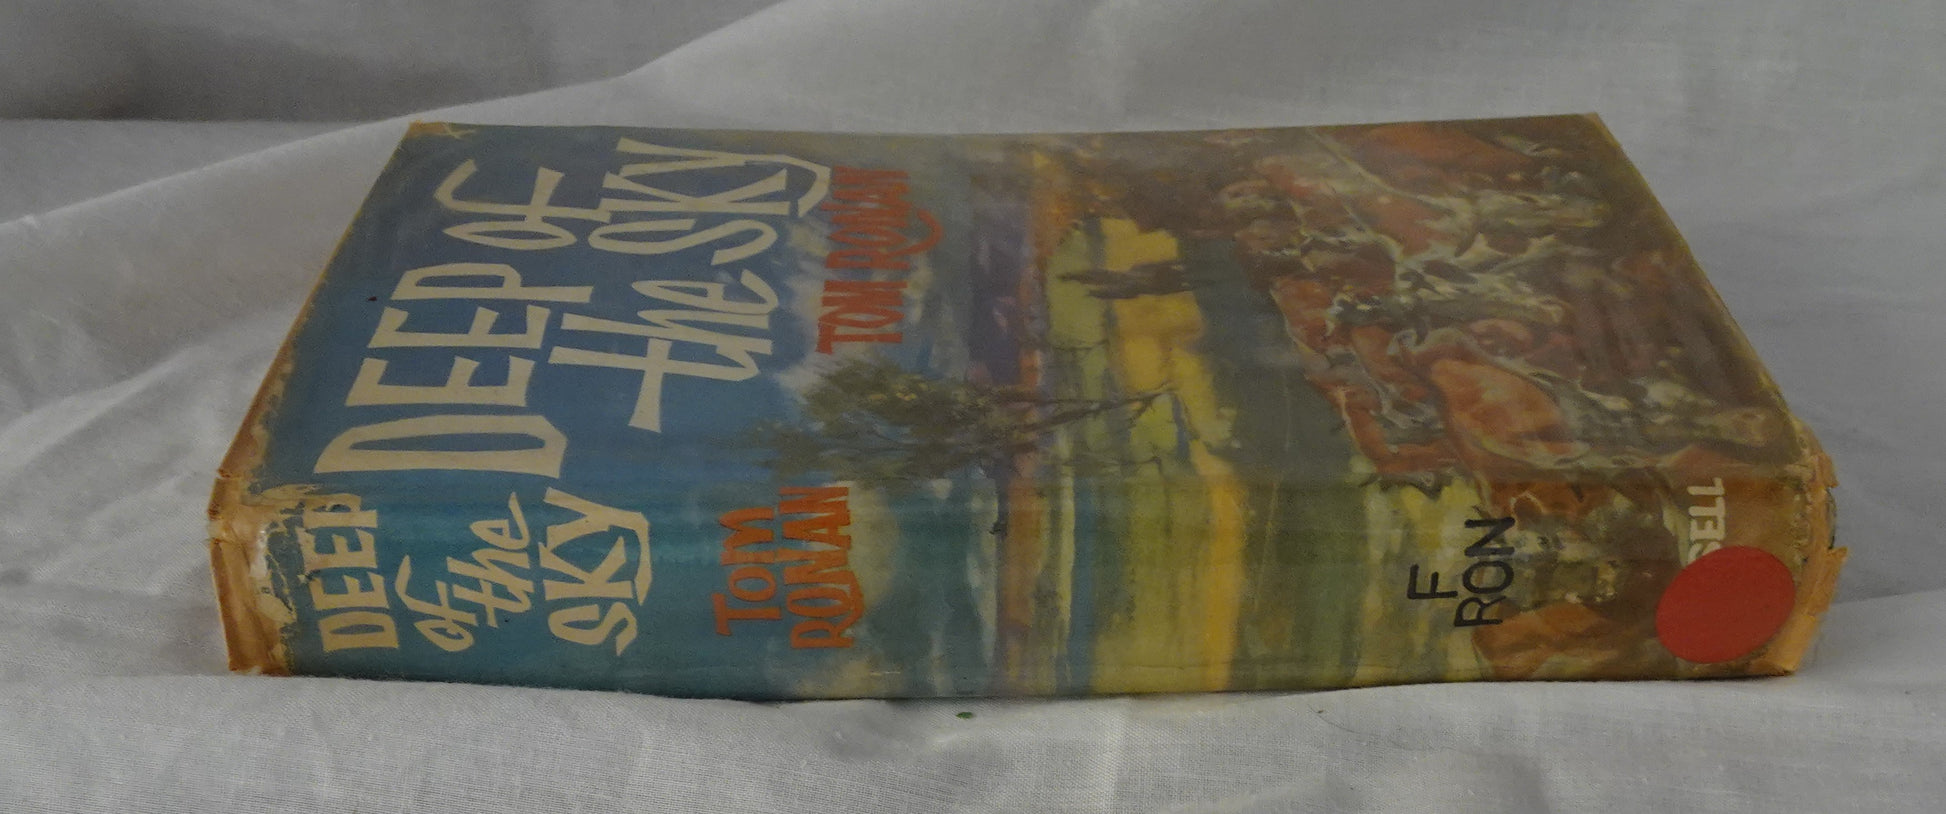 DEEP OF
the SKY
TOM RONAN
DEEP
of the
SKY
Tom
RONAN
F
RON
SELL